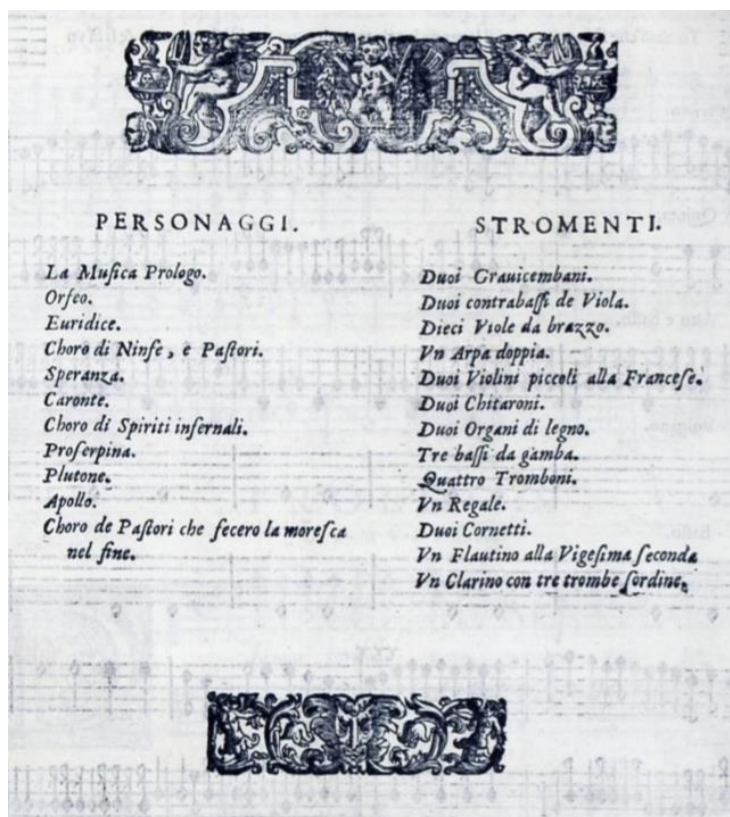 PERSONAGGI.
La Muſica Prologo.
Orfeo.
Euridice.
Choro di Ninfe, e Paſtori.
Speranza.
Caronte.
Choro di Spiriti infernali.
Proſerpina.
Plutone.
Apollo.
Choro de Paſtori che fecero la moreſca
nel fine.
STROMENTI.
Duoi Grauicembani.
Duoi contrabaſſi de Viola.
Dieci Viole da brazzo.
Vn Arpa doppia.
Duoi Violini piccoli alla Franceſe.
Duoi Chitaroni.
Duoi Organi di legno.
Tre baſſi da gamba.
Quattro Tromboni.
Vn Regale.
Duoi Cornetti.
Vn Flautino alla Vigeſima ſeconda
Vn Clarino con tre trombe ſordine.